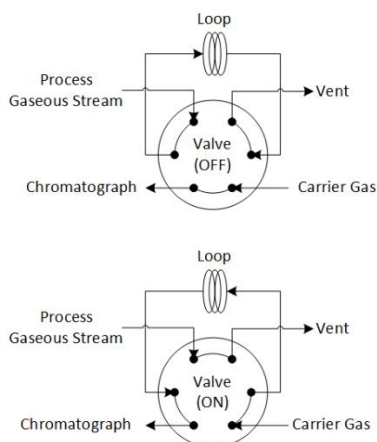 Loop
Process
Gaseous Stream
Vent
Valve
(OFF)
Chromatograph
Carrier Gas
Loop
Process
Gaseous Stream
Vent
Valve
(ON)
Chromatograph
Carrier Gas